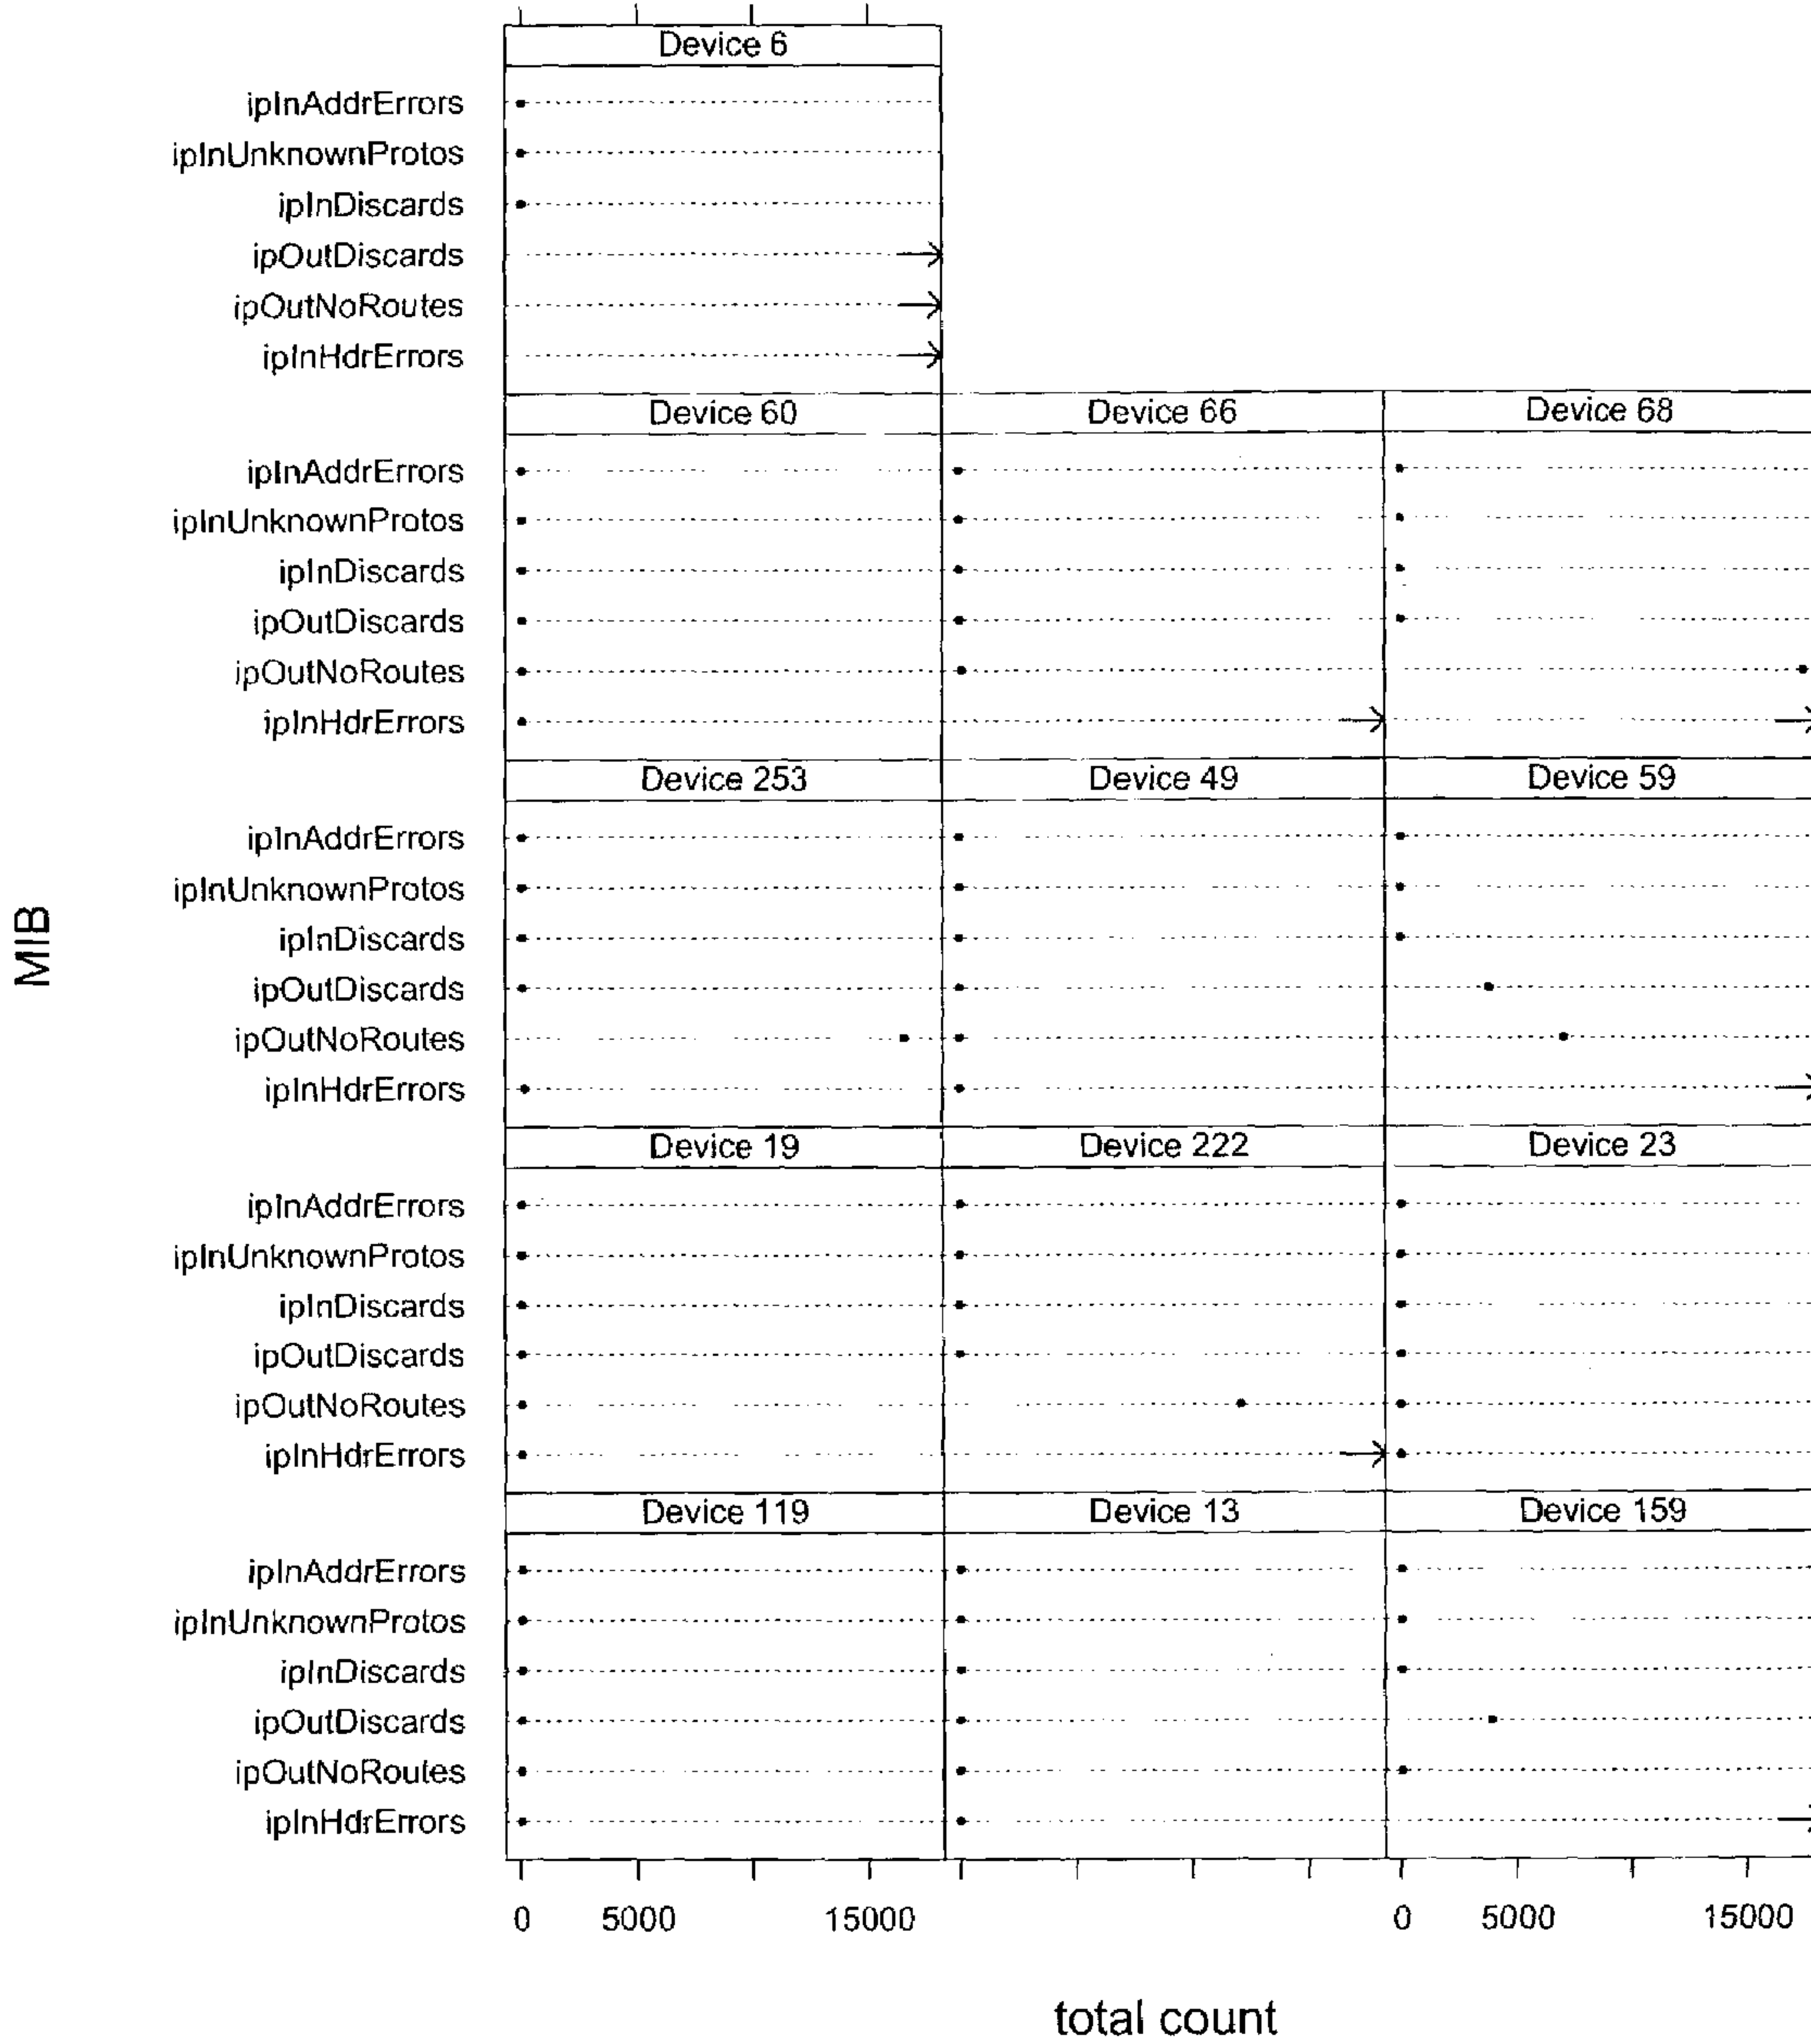 Device 6
ipInAddrErrors
ipInUnknownProtos
ipInDiscards
ipOutDiscards
ipOutNoRoutes
ipInHdrErrors
Device 60 Device 66 Device 68
ipInAddrErrors
ipInUnknownProtos
ipInDiscards
ipOutDiscards
ipOutNoRoutes
ipInHdrErrors
Device 253 Device 49 Device 59
ipInAddrErrors
ipInUnknownProtos
ipInDiscards
ipOutDiscards
ipOutNoRoutes
ipInHdrErrors
MIB
Device 19 Device 222 Device 23
ipInAddrErrors
ipInUnknownProtos
ipInDiscards
ipOutDiscards
ipOutNoRoutes
ipInHdrErrors
Device 119 Device 13 Device 159
ipInAddrErrors
ipInUnknownProtos
ipInDiscards
ipOutDiscards
ipOutNoRoutes
ipInHdrErrors
0 5000 15000 0 5000 15000
total count